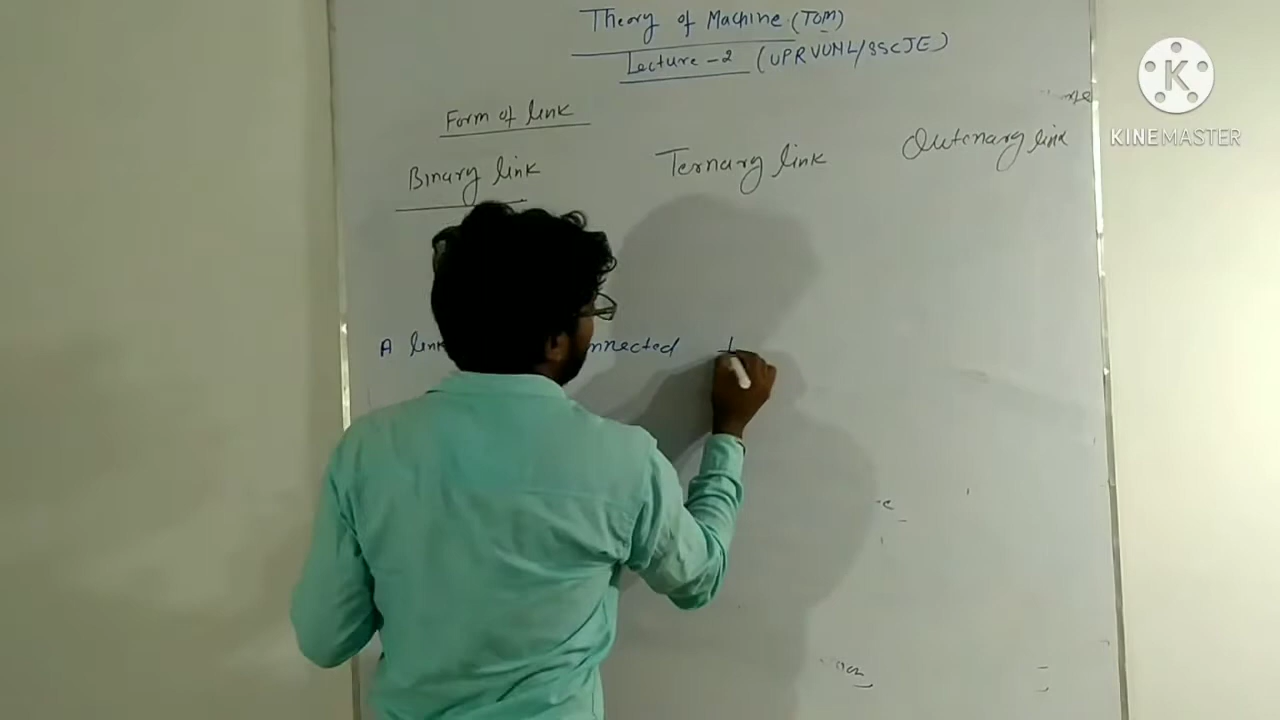 Theory of Machine (TOM)
Lecture - 2 (UPRVUNL/SSCJE)
Form of link
Binary link
Ternary link
Qutenary link
A link nnected t
K
KINEMASTER